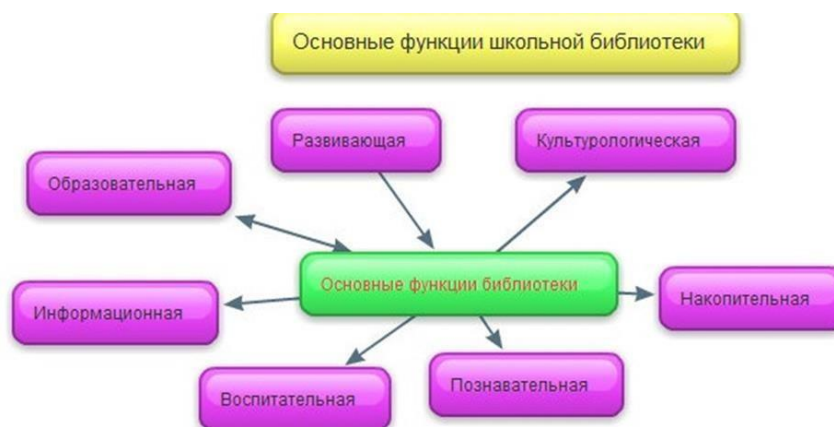 Основные функции школьной библиотеки
Развивающая
Культурологическая
Образовательная
Основные функции библиотеки
Накопительная
Информационная
Познавательная
Воспитательная